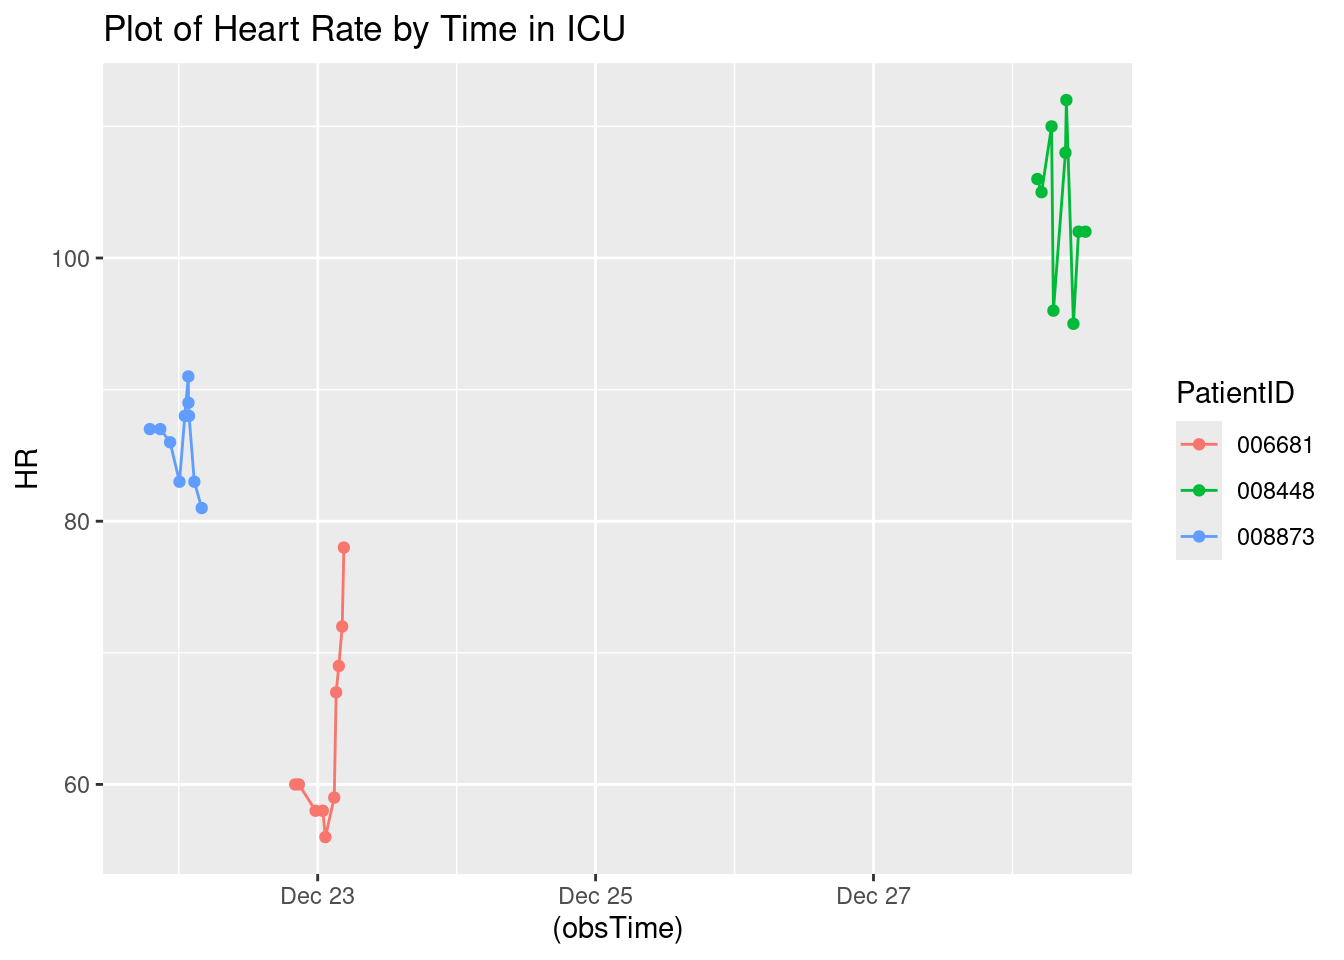 Plot of Heart Rate by Time in ICU
HR
100
80
60
Dec 23
Dec 25
Dec 27
(obsTime)
PatientID
006681
008448
008873